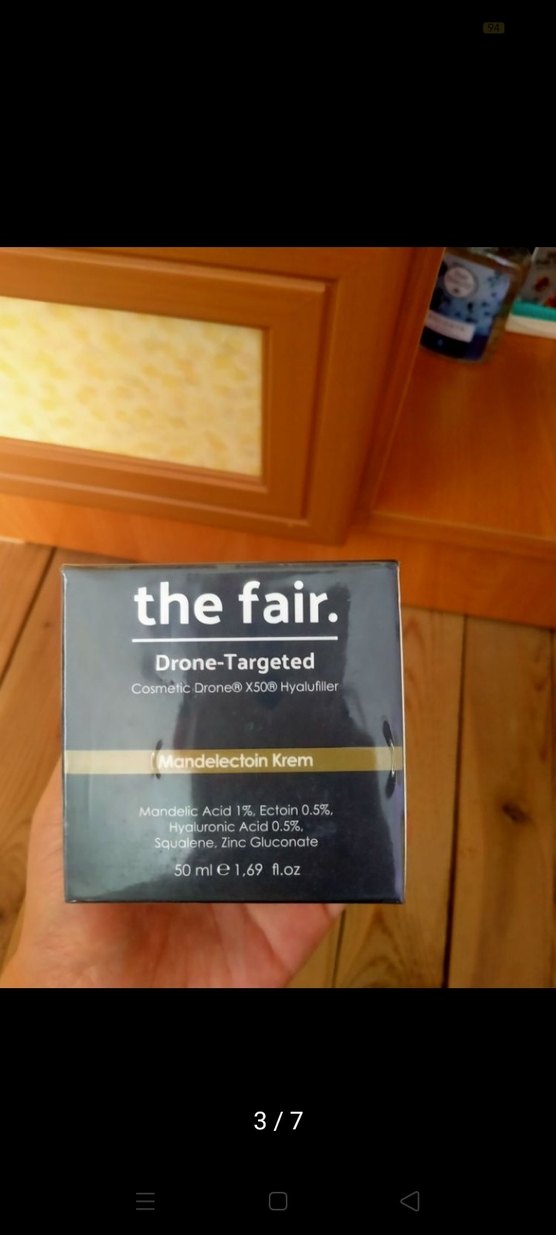 94
the fair.
Drone-Targeted
Cosmetic Drone® X50® Hyalufiller
Mandelectoin Krem
Mandelic Acid 1%, Ectoin 0.5%,
Hyaluronic Acid 0.5%,
Squalene, Zinc Gluconate
50 ml ℮ 1,69 fl.oz
3 / 7